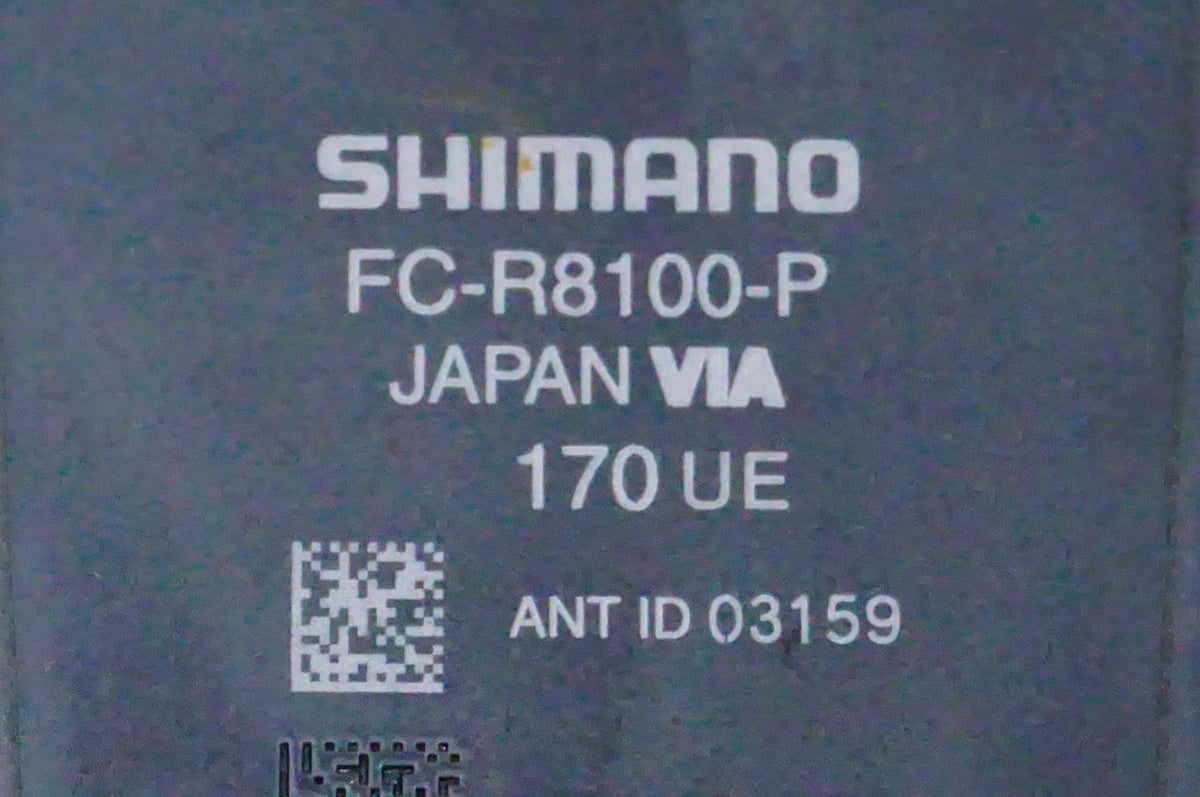 SHIMANO
FC-R8100-P
JAPAN VIA
170 UE
ANT ID 03159